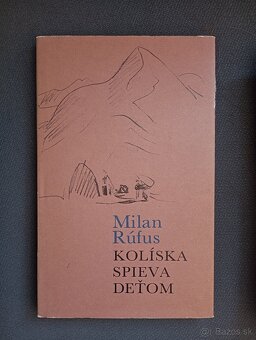 Milan
Rúfus
KOLÍSKA
SPIEVA
DEŤOM
Bazos.sk